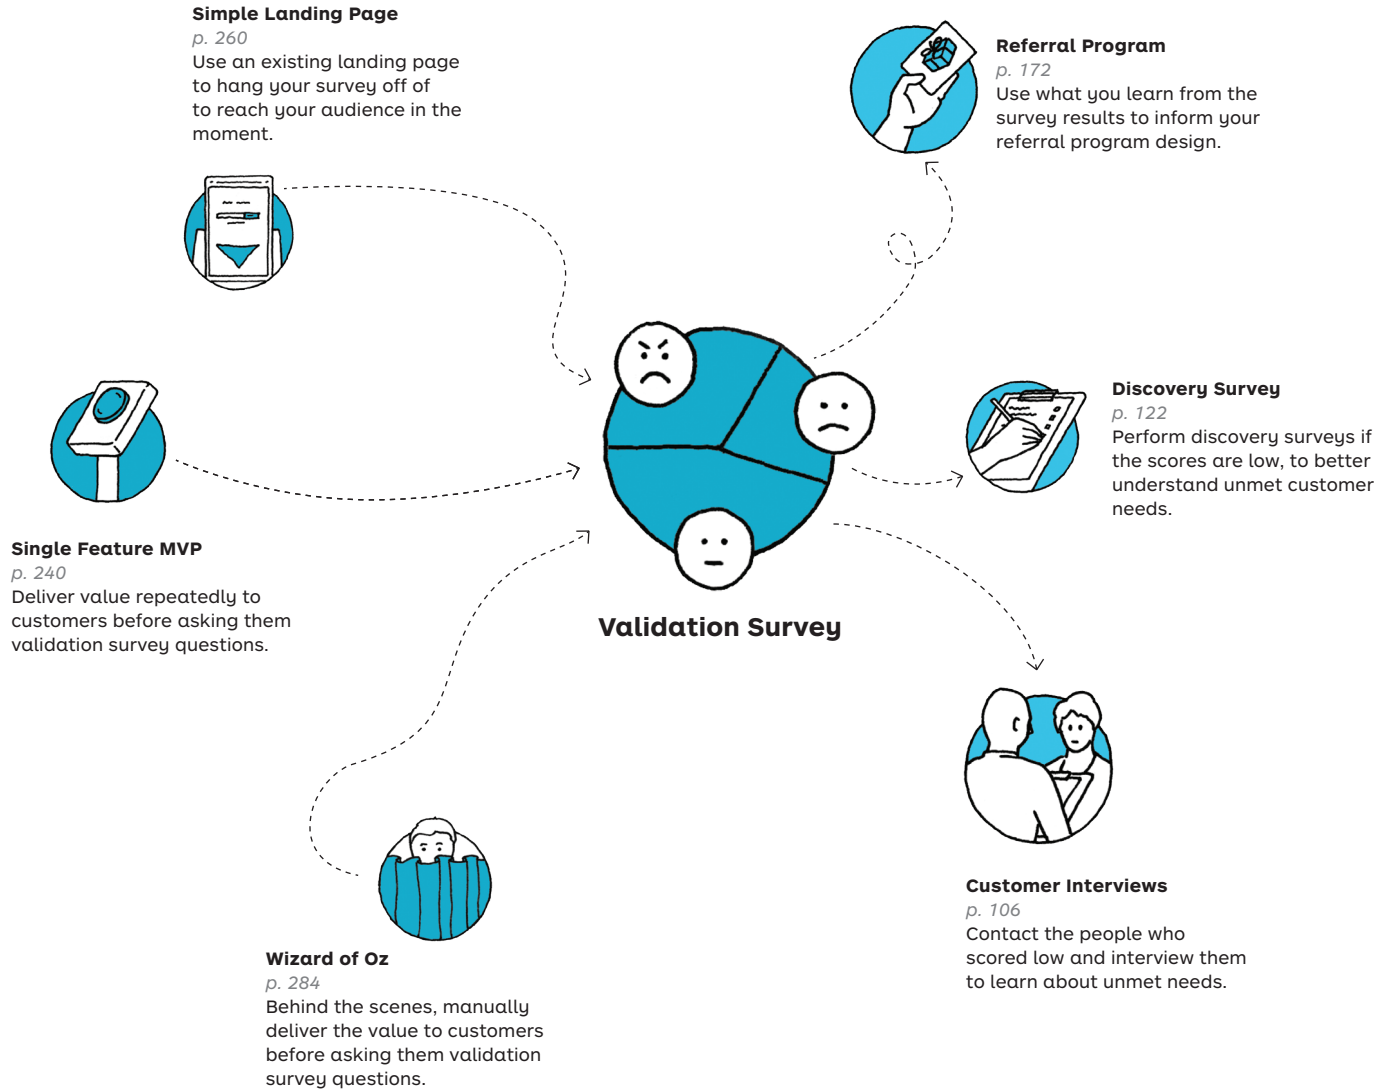 Simple Landing Page
p. 260
Use an existing landing page
to hang your survey off of
to reach your audience in the
moment.
Referral Program
p. 172
Use what you learn from the
survey results to inform your
referral program design.
Discovery Survey
p. 122
Perform discovery surveys if
the scores are low, to better
understand unmet customer
needs.
Single Feature MVP
p. 240
Deliver value repeatedly to
customers before asking them
validation survey questions.
Validation Survey
Customer Interviews
p. 106
Contact the people who
scored low and interview them
to learn about unmet needs.
Wizard of Oz
p. 284
Behind the scenes, manually
deliver the value to customers
before asking them validation
survey questions.